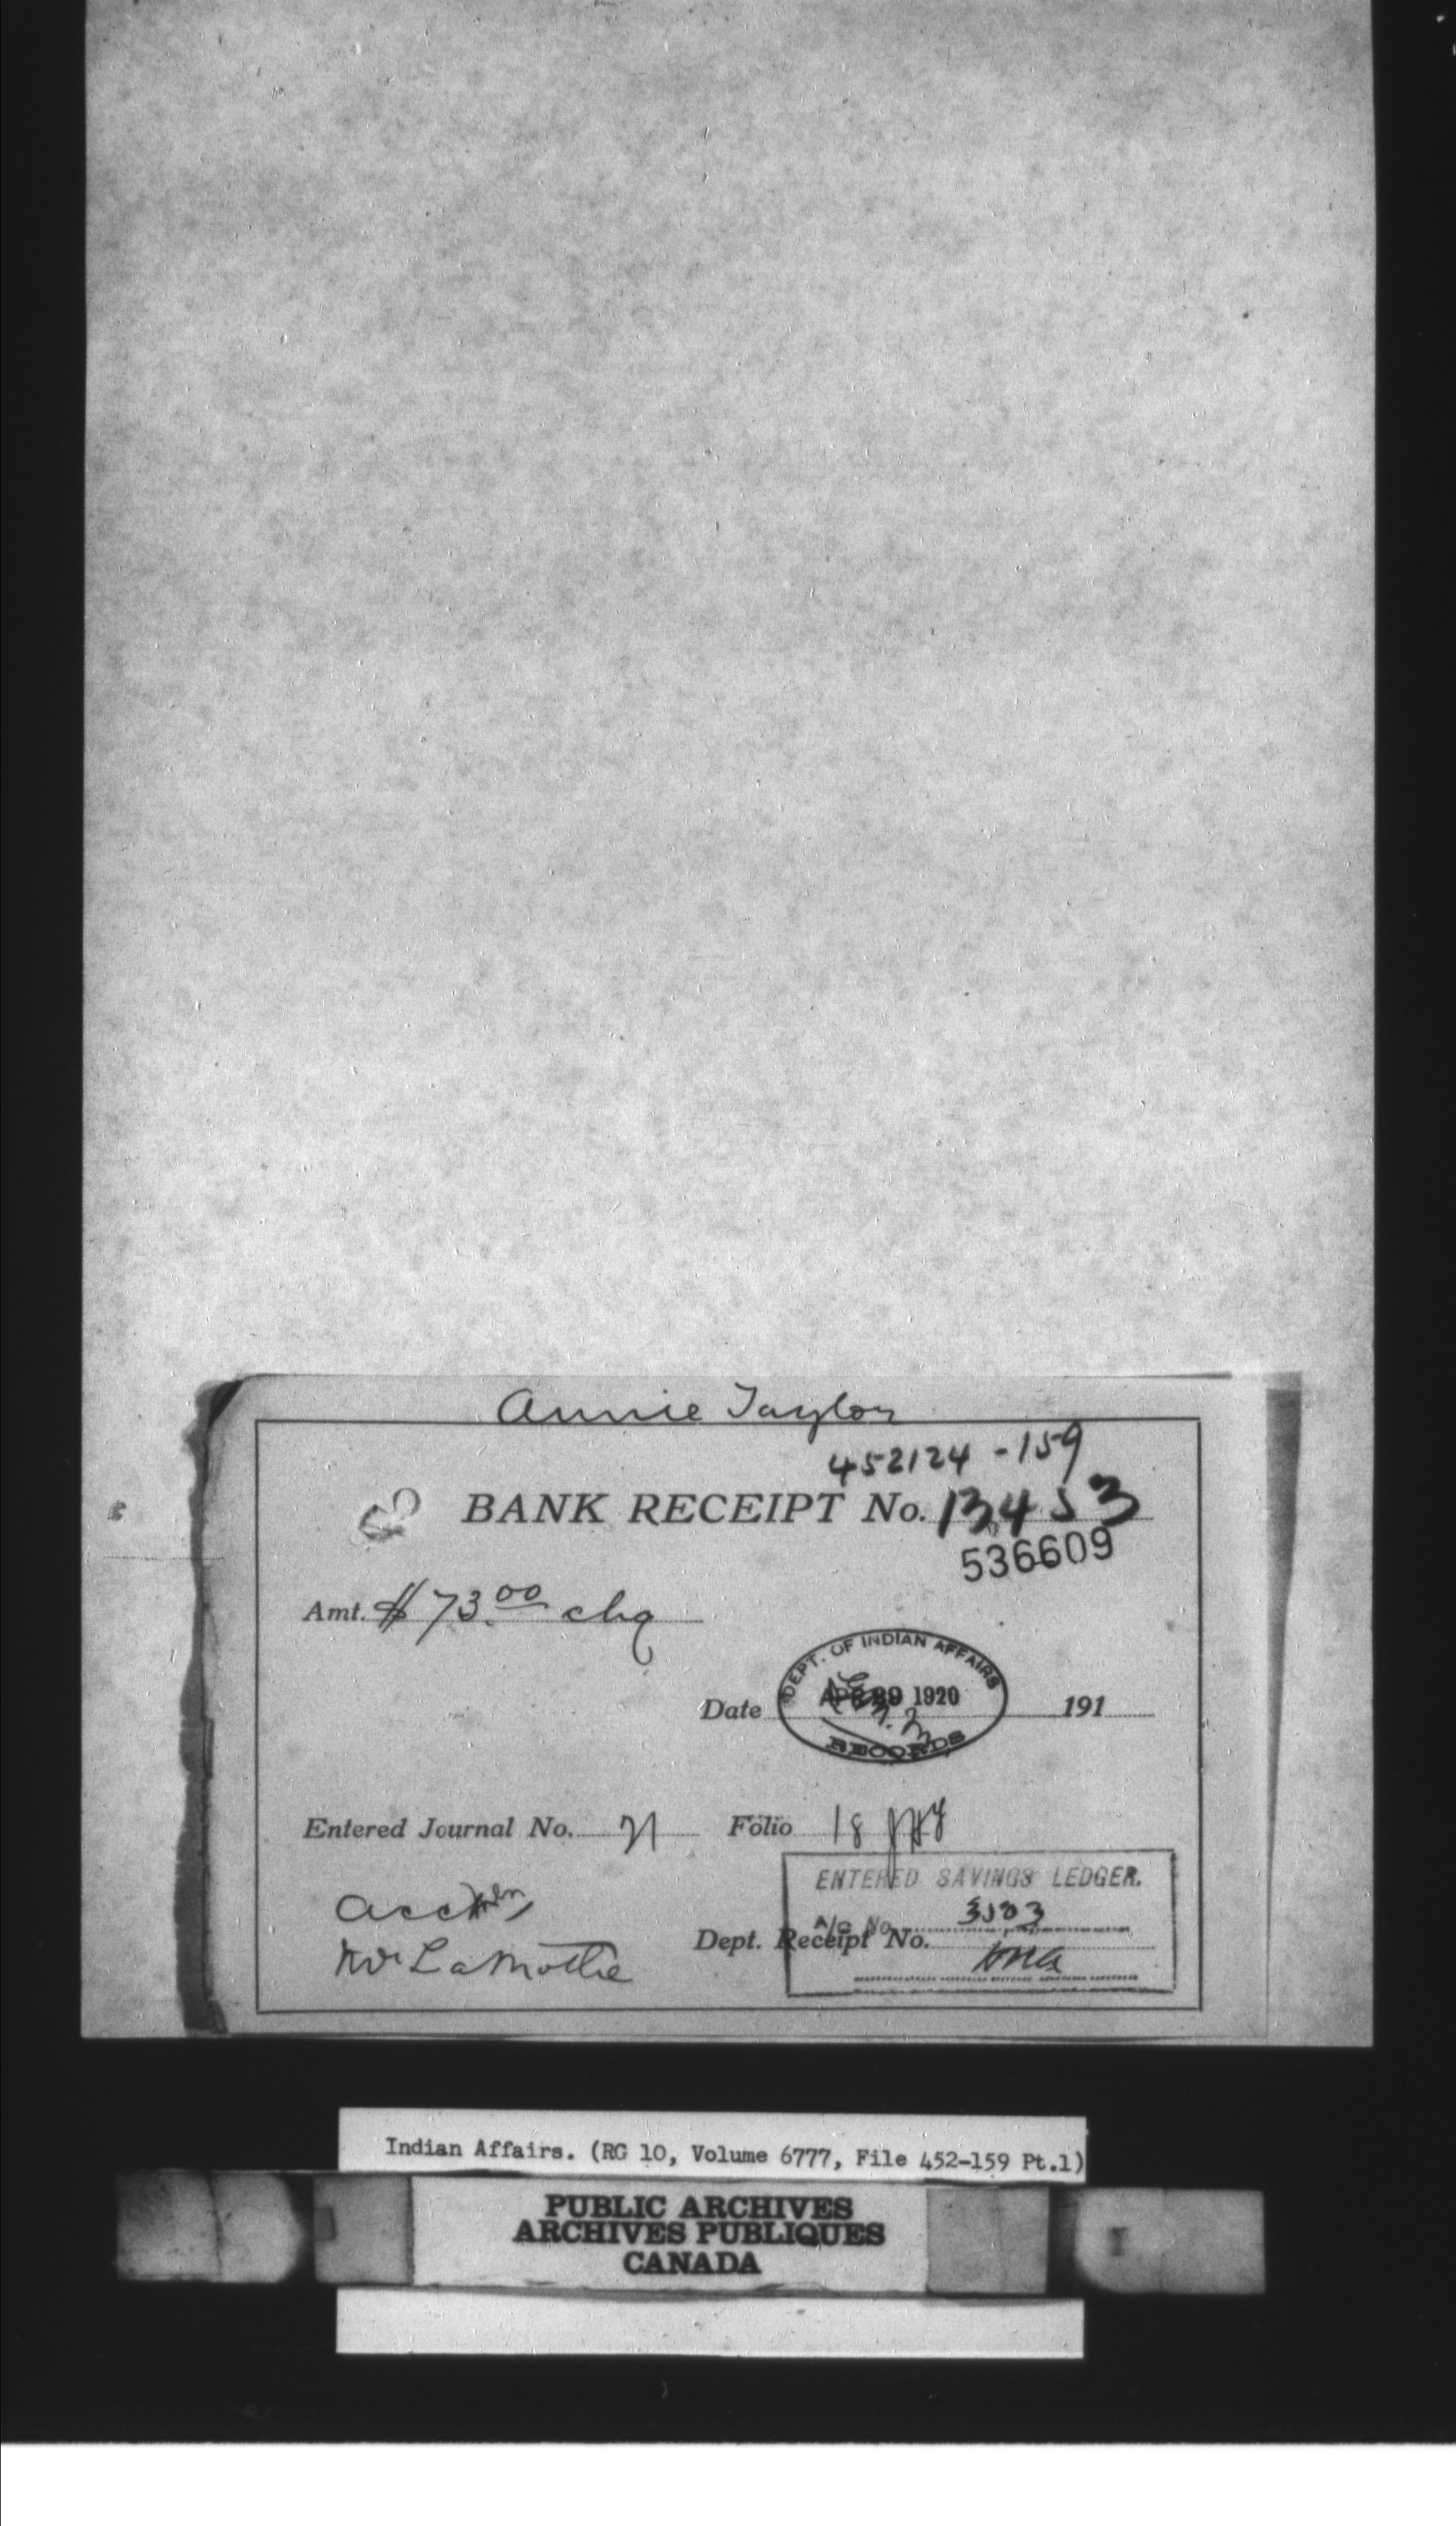 Annie Taylor
452124-159
BANK RECEIPT No. 13453
536609
Amt. $73.00 chq
DEPT. OF INDIAN AFFAIRS
Date APR 29 1920 191
RECORDS
Entered Journal No. 71 Folio 18
ENTERED SAVINGS LEDGER.
A/c No. 3503
Dept. Receipt No.
Mr LaMothe
Indian Affairs. (RG 10, Volume 6777, File 452-159 Pt.1)
PUBLIC ARCHIVES
ARCHIVES PUBLIQUES
CANADA